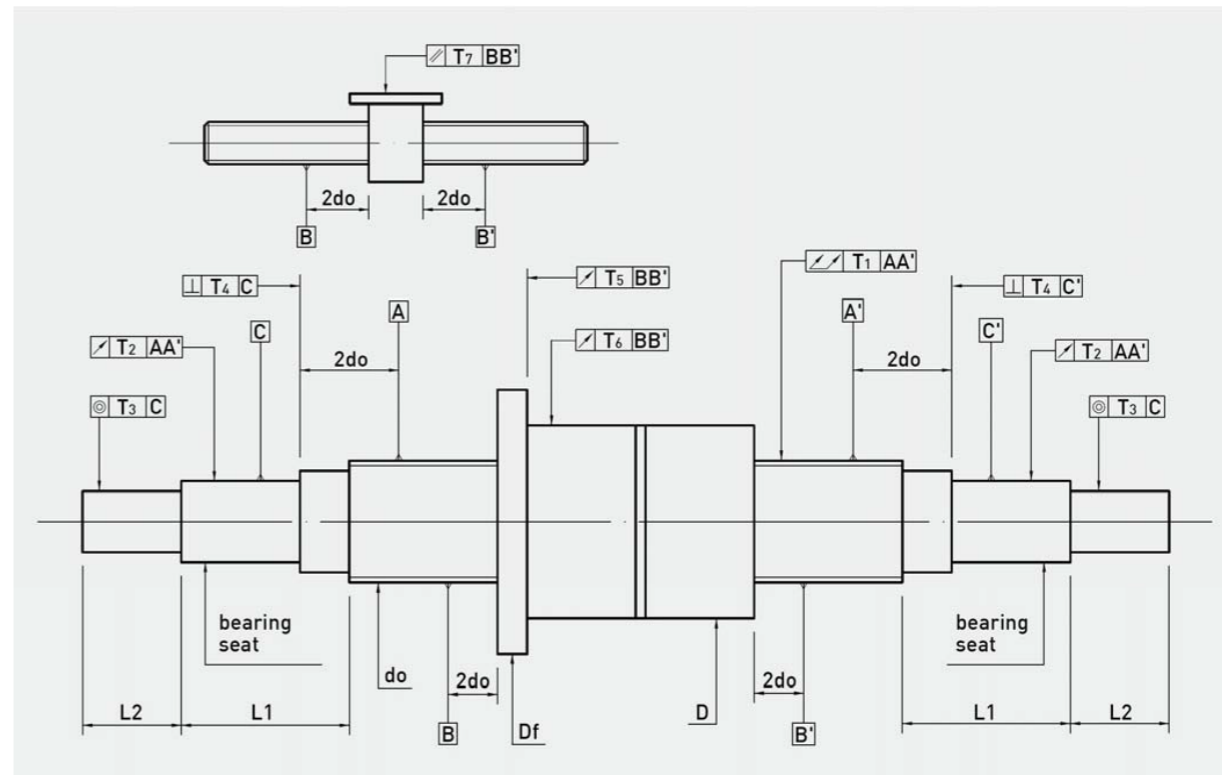 ⫽ T7 BB'
2do 2do
B B'
⌰ T1 AA'
↗ T5 BB'
⊥ T4 C
⊥ T4 C'
A
A'
C
C'
↗ T6 BB'
↗ T2 AA'
2do
2do
↗ T2 AA'
◎ T3 C
◎ T3 C
bearing
seat
bearing
seat
do
2do
2do
L2 L1
Df
D
L1 L2
B
B'